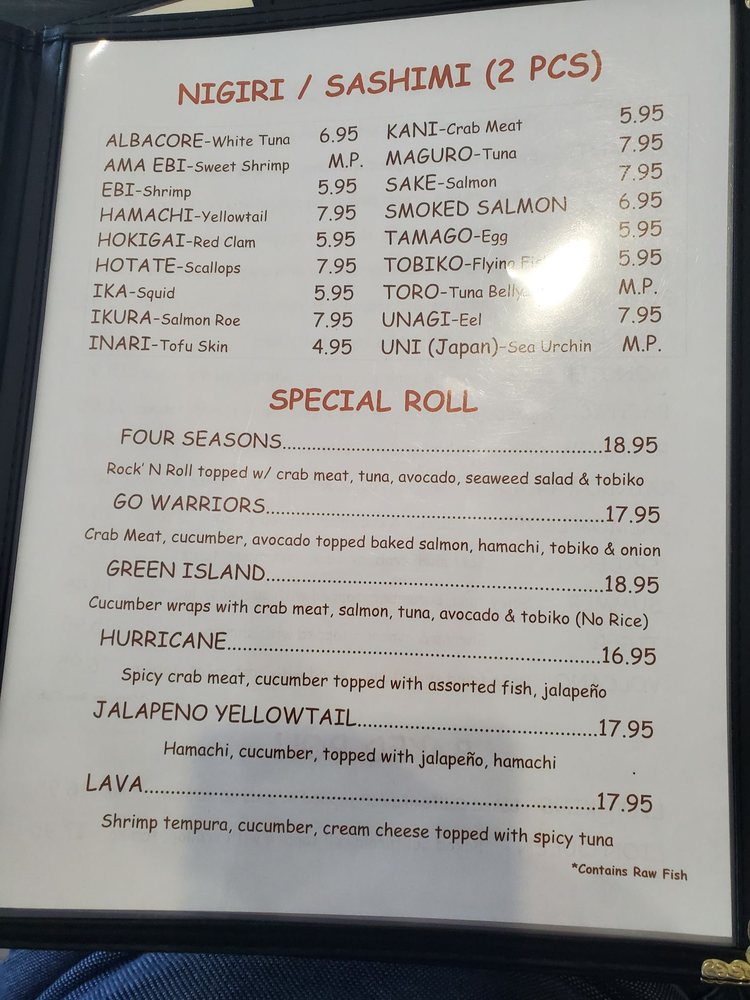 NIGIRI / SASHIMI (2 PCS)
ALBACORE-White Tuna 6.95
AMA EBI-Sweet Shrimp M.P.
EBI-Shrimp 5.95
HAMACHI-Yellowtail 7.95
HOKIGAI-Red Clam 5.95
HOTATE-Scallops 7.95
IKA-Squid 5.95
IKURA-Salmon Roe 7.95
INARI-Tofu Skin 4.95
KANI-Crab Meat 5.95
MAGURO-Tuna 7.95
SAKE-Salmon 7.95
SMOKED SALMON 6.95
TAMAGO-Egg 5.95
TOBIKO-Flying Fish 5.95
TORO-Tuna Belly M.P.
UNAGI-Eel 7.95
UNI (Japan)-Sea Urchin M.P.
SPECIAL ROLL
FOUR SEASONS 18.95
Rock' N Roll topped w/ crab meat, tuna, avocado, seaweed salad & tobiko
GO WARRIORS 17.95
Crab Meat, cucumber, avocado topped baked salmon, hamachi, tobiko & onion
GREEN ISLAND 18.95
Cucumber wraps with crab meat, salmon, tuna, avocado & tobiko (No Rice)
HURRICANE 16.95
Spicy crab meat, cucumber topped with assorted fish, jalapeño
JALAPENO YELLOWTAIL 17.95
Hamachi, cucumber, topped with jalapeño, hamachi
LAVA 17.95
Shrimp tempura, cucumber, cream cheese topped with spicy tuna
*Contains Raw Fish